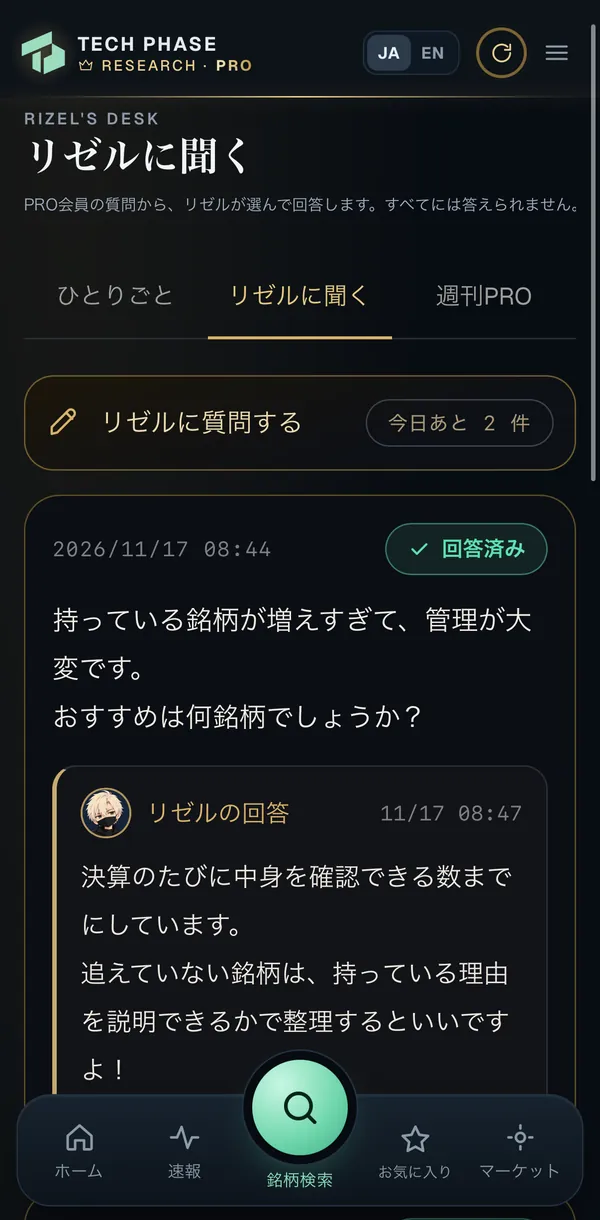 TECH PHASE
RESEARCH · PRO
JA EN
RIZEL'S DESK
リゼルに聞く
PRO会員の質問から、リゼルが選んで回答します。すべてには答えられません。
ひとりごと リゼルに聞く 週刊PRO
リゼルに質問する 今日あと 2 件
2026/11/17 08:44 回答済み
持っている銘柄が増えすぎて、管理が大
変です。
おすすめは何銘柄でしょうか？
リゼルの回答 11/17 08:47
決算のたびに中身を確認できる数まで
にしています。
追えていない銘柄は、持っている理由
を説明できるかで整理するといいです
よ！
ホーム 速報 銘柄検索 お気に入り マーケット